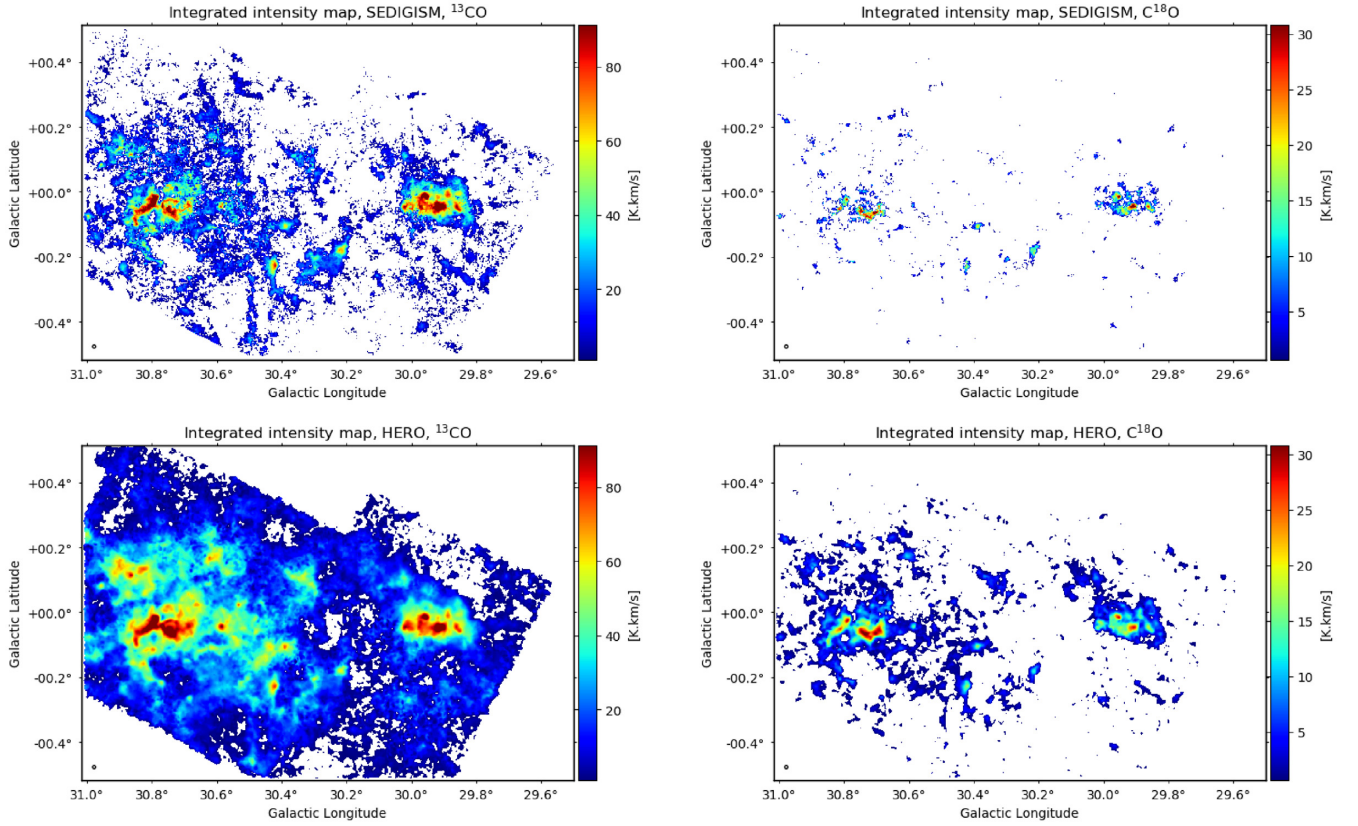 Integrated intensity map, SEDIGISM, ¹³CO
+00.4°
+00.2°
+00.0°
-00.2°
-00.4°
Galactic Latitude
31.0° 30.8° 30.6° 30.4° 30.2° 30.0° 29.8° 29.6°
Galactic Longitude
80
60
40
20
[K.km/s]
Integrated intensity map, SEDIGISM, C¹⁸O
+00.4°
+00.2°
+00.0°
-00.2°
-00.4°
Galactic Latitude
31.0° 30.8° 30.6° 30.4° 30.2° 30.0° 29.8° 29.6°
Galactic Longitude
30
25
20
15
10
5
[K.km/s]
Integrated intensity map, HERO, ¹³CO
+00.4°
+00.2°
+00.0°
-00.2°
-00.4°
Galactic Latitude
31.0° 30.8° 30.6° 30.4° 30.2° 30.0° 29.8° 29.6°
Galactic Longitude
80
60
40
20
[K.km/s]
Integrated intensity map, HERO, C¹⁸O
+00.4°
+00.2°
+00.0°
-00.2°
-00.4°
Galactic Latitude
31.0° 30.8° 30.6° 30.4° 30.2° 30.0° 29.8° 29.6°
Galactic Longitude
30
25
20
15
10
5
[K.km/s]